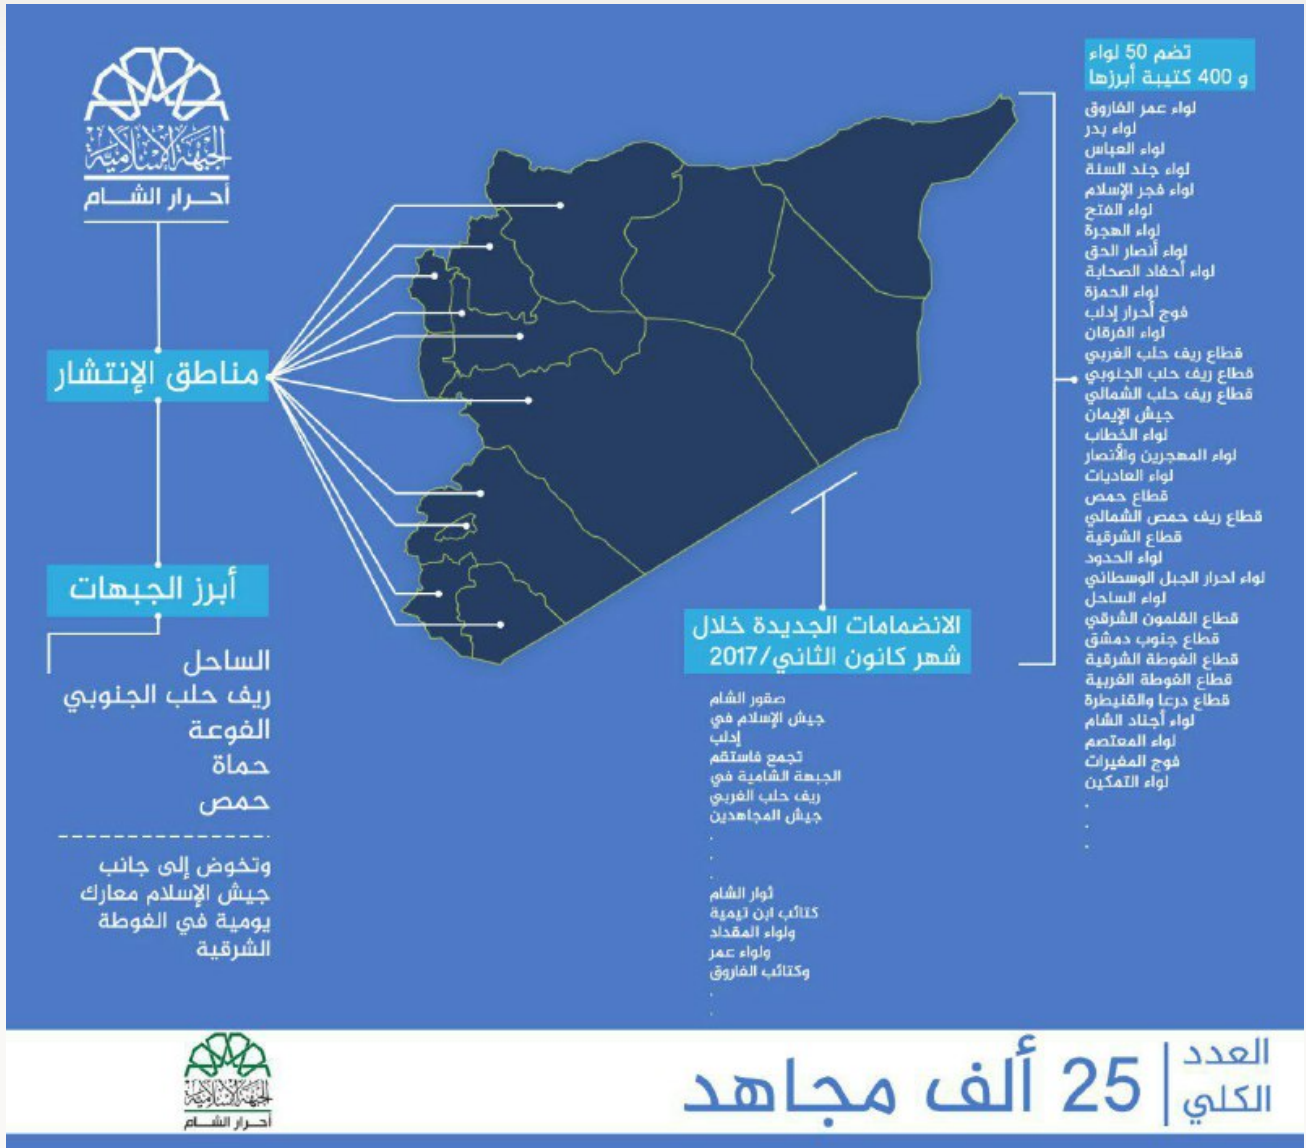 تضم 50 لواء
و 400 كتيبة أبرزها
لواء عمر الفاروق
لواء بدر
لواء العباس
لواء جند السنة
لواء فجر الإسلام
لواء الفتح
لواء الهجرة
لواء أنصار الحق
لواء أحفاد الصحابة
لواء الحمزة
فوج أحرار إدلب
لواء الفرقان
قطاع ريف حلب الغربي
قطاع ريف حلب الجنوبي
قطاع ريف حلب الشمالي
جيش الإيمان
لواء الخطاب
لواء المهجرين والأنصار
لواء العاديات
قطاع حمص
قطاع ريف حمص الشمالي
قطاع الشرقية
لواء الحدود
لواء احرار الجبل الوسطاني
لواء الساحل
قطاع القلمون الشرقي
قطاع جنوب دمشق
قطاع الغوطة الشرقية
قطاع الغوطة الغربية
قطاع درعا والقنيطرة
لواء أجناد الشام
لواء المعتصم
فوج المغيرات
لواء التمكين
.
.
.
الجبهة الإسلامية
أحـرار الشـــام
مناطق الإنتشار
أبرز الجبهات
الساحل
ريف حلب الجنوبي
الفوعة
حماة
حمص
وتخوض إلى جانب
جيش الإسلام معارك
يومية في الغوطة
الشرقية
الانضمامات الجديدة خلال
شهر كانون الثاني/2017
صقور الشام
جيش الإسلام في
إدلب
تجمع فاستقم
الجبهة الشامية في
ريف حلب الغربي
جيش المجاهدين
.
.
.
ثوار الشام
كتائب ابن تيمية
ولواء المقداد
ولواء عمر
وكتائب الفاروق
.
.
العدد
الكلي
25 ألف مجاهد
الجبهة الإسلامية
أحـرار الشـــام